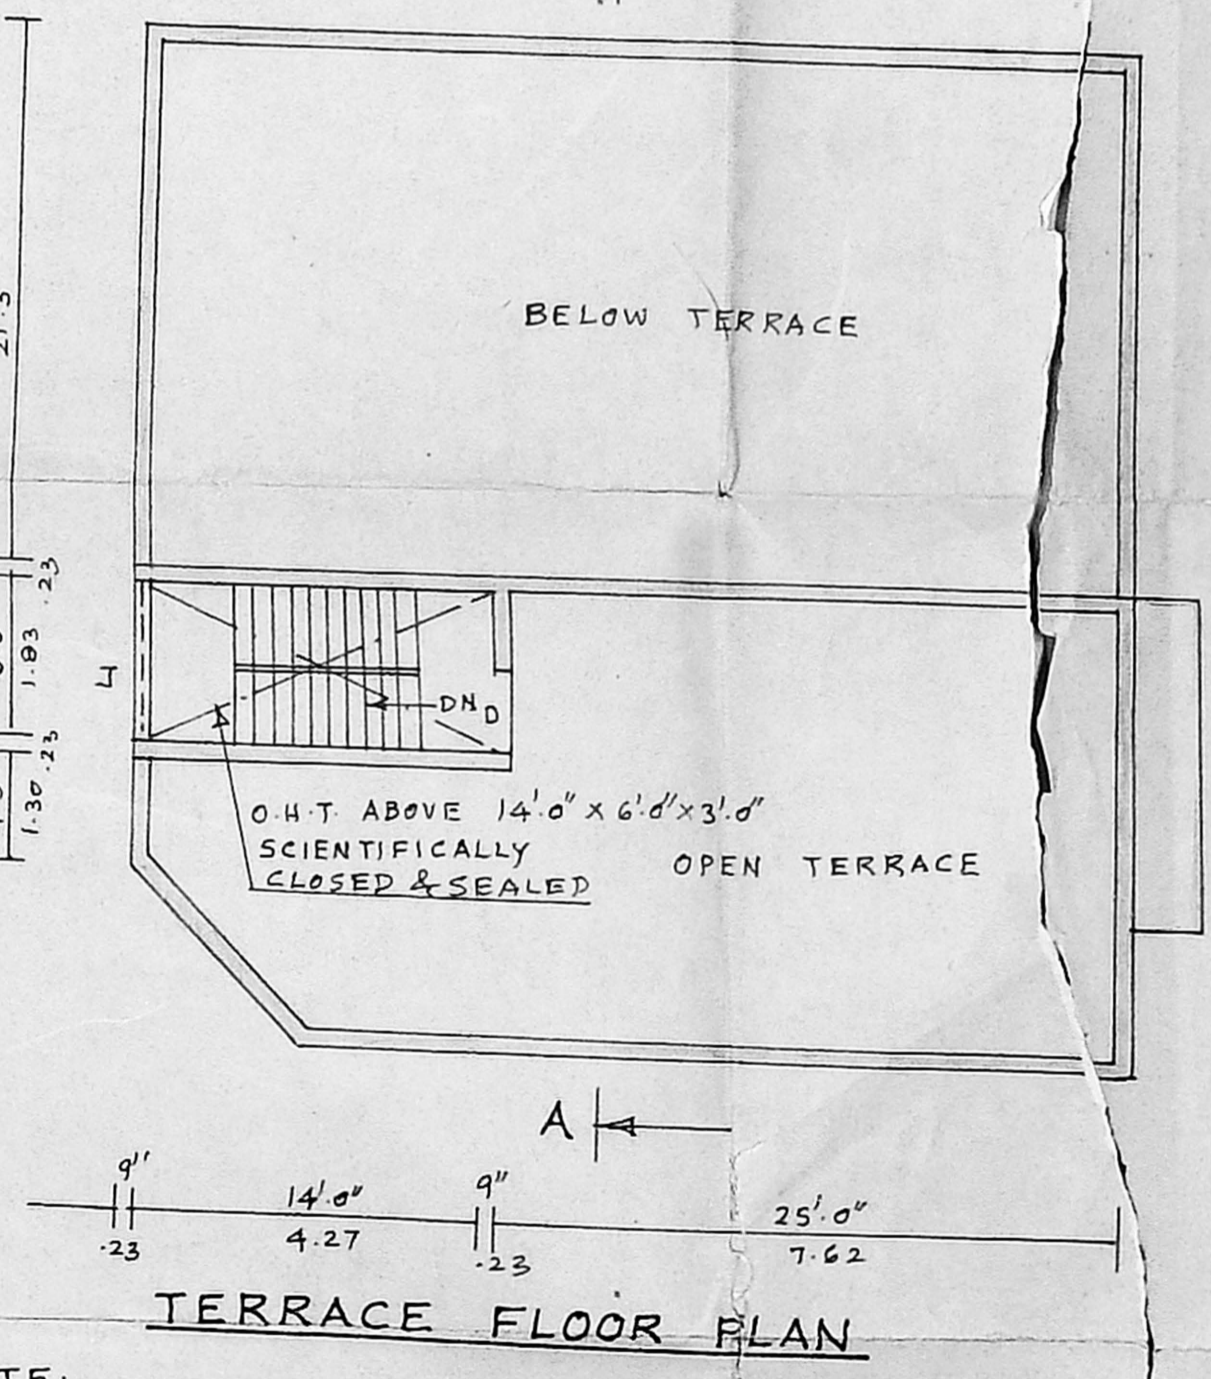 BELOW TERRACE
.23
1.83
.23
1.30
4
DN
D
O.H.T. ABOVE 14'.0" X 6'.0" X 3'.0"
SCIENTIFICALLY
CLOSED & SEALED
OPEN TERRACE
A
9"
14'.0"
9"
25'.0"
.23
4.27
.23
7.62
TERRACE FLOOR PLAN